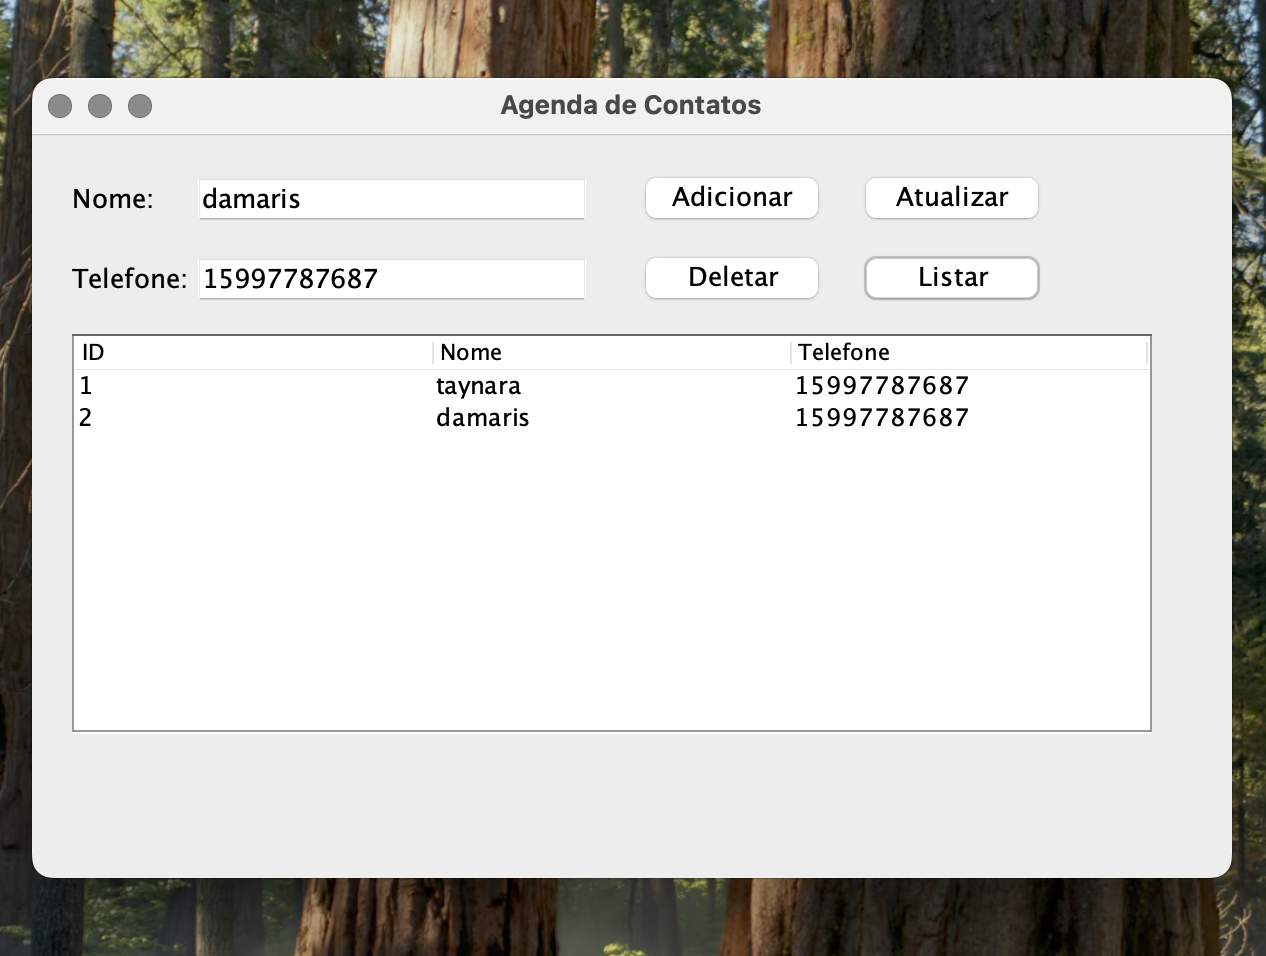 Agenda de Contatos
Nome: damaris Adicionar Atualizar
Telefone: 15997787687 Deletar Listar
ID Nome Telefone
1 taynara 15997787687
2 damaris 15997787687